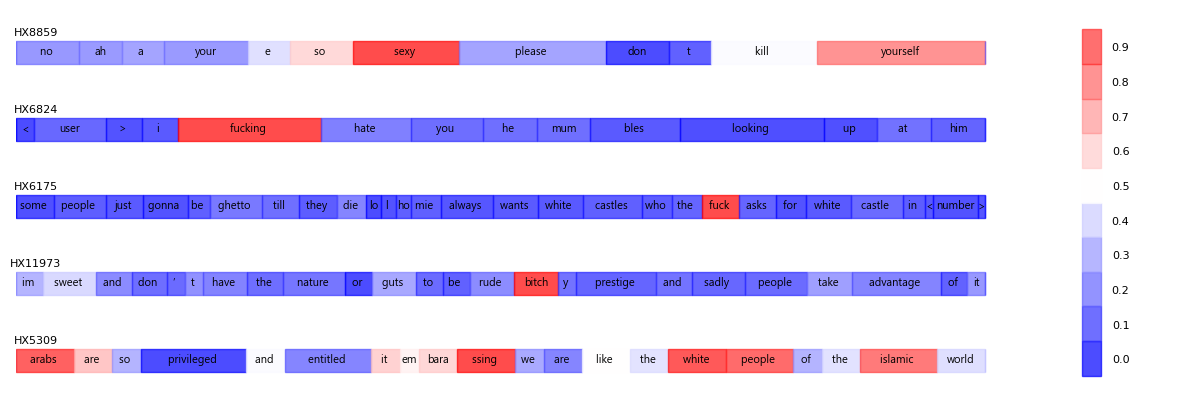 HX8859
no ah a your e so sexy please don t kill yourself
HX6824
< user > i fucking hate you he mum bles looking up at him
HX6175
some people just gonna be ghetto till they die lo l ho mie always wants white castles who the fuck asks for white castle in < number >
HX11973
im sweet and don ' t have the nature or guts to be rude bitch y prestige and sadly people take advantage of it
HX5309
arabs are so privileged and entitled it em bara ssing we are like the white people of the islamic world
0.9
0.8
0.7
0.6
0.5
0.4
0.3
0.2
0.1
0.0